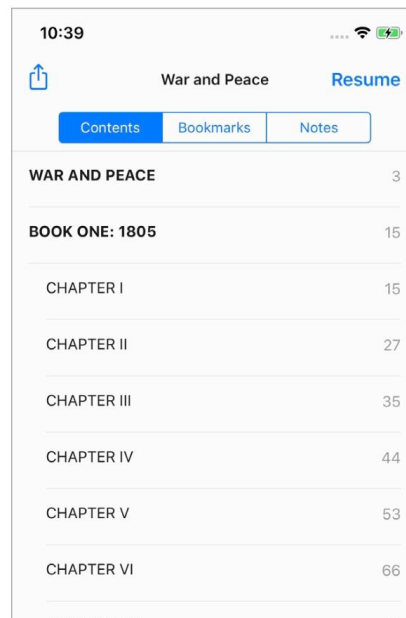 10:39
War and Peace Resume
Contents Bookmarks Notes
WAR AND PEACE 3
BOOK ONE: 1805 15
CHAPTER I 15
CHAPTER II 27
CHAPTER III 35
CHAPTER IV 44
CHAPTER V 53
CHAPTER VI 66